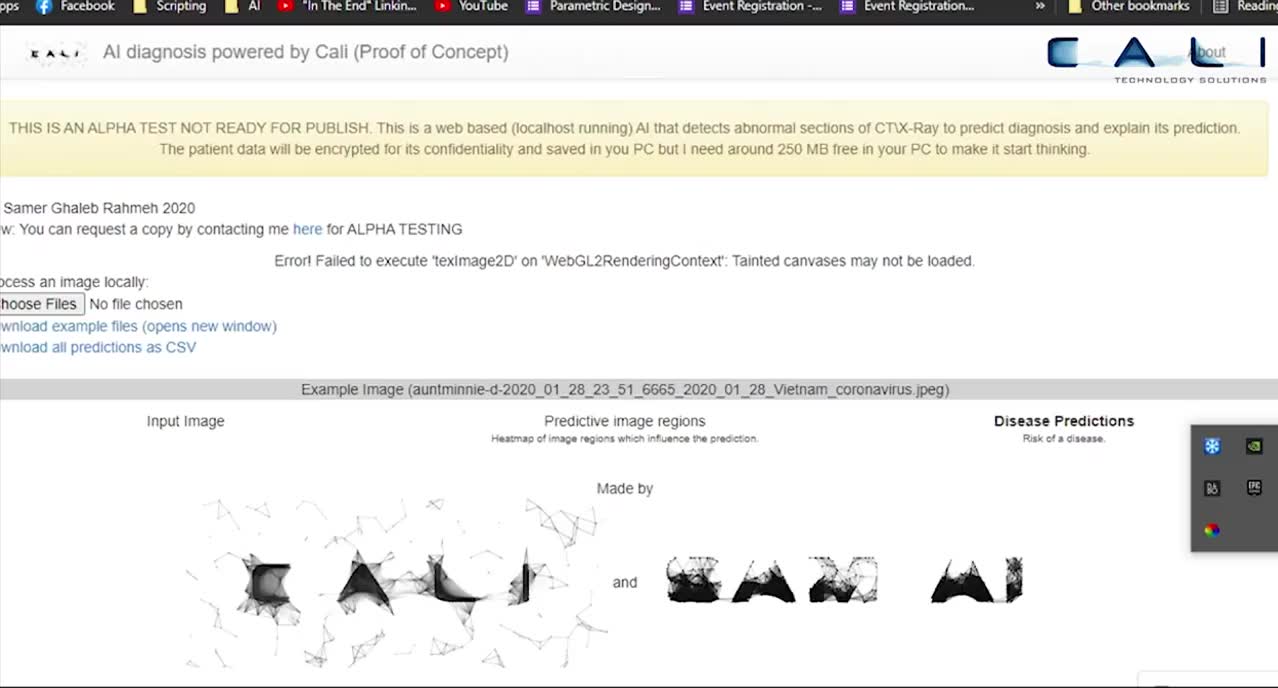 pps Facebook Scripting AI "In The End" Linkin... YouTube Parametric Design... Event Registration -... Event Registration... » Other bookmarks Reading
CALI AI diagnosis powered by Cali (Proof of Concept) About
CALI
TECHNOLOGY SOLUTIONS
THIS IS AN ALPHA TEST NOT READY FOR PUBLISH. This is a web based (localhost running) AI that detects abnormal sections of CT\X-Ray to predict diagnosis and explain its prediction.
The patient data will be encrypted for its confidentiality and saved in you PC but I need around 250 MB free in your PC to make it start thinking.
Samer Ghaleb Rahmeh 2020
w: You can request a copy by contacting me here for ALPHA TESTING
Error! Failed to execute 'texImage2D' on 'WebGL2RenderingContext': Tainted canvases may not be loaded.
ocess an image locally:
hoose Files No file chosen
wnload example files (opens new window)
wnload all predictions as CSV
Example Image (auntminnie-d-2020_01_28_23_51_6665_2020_01_28_Vietnam_coronavirus.jpeg)
Input Image Predictive image regions Disease Predictions
Heatmap of image regions which influence the prediction. Risk of a disease.
Made by
CALI and SAM AI